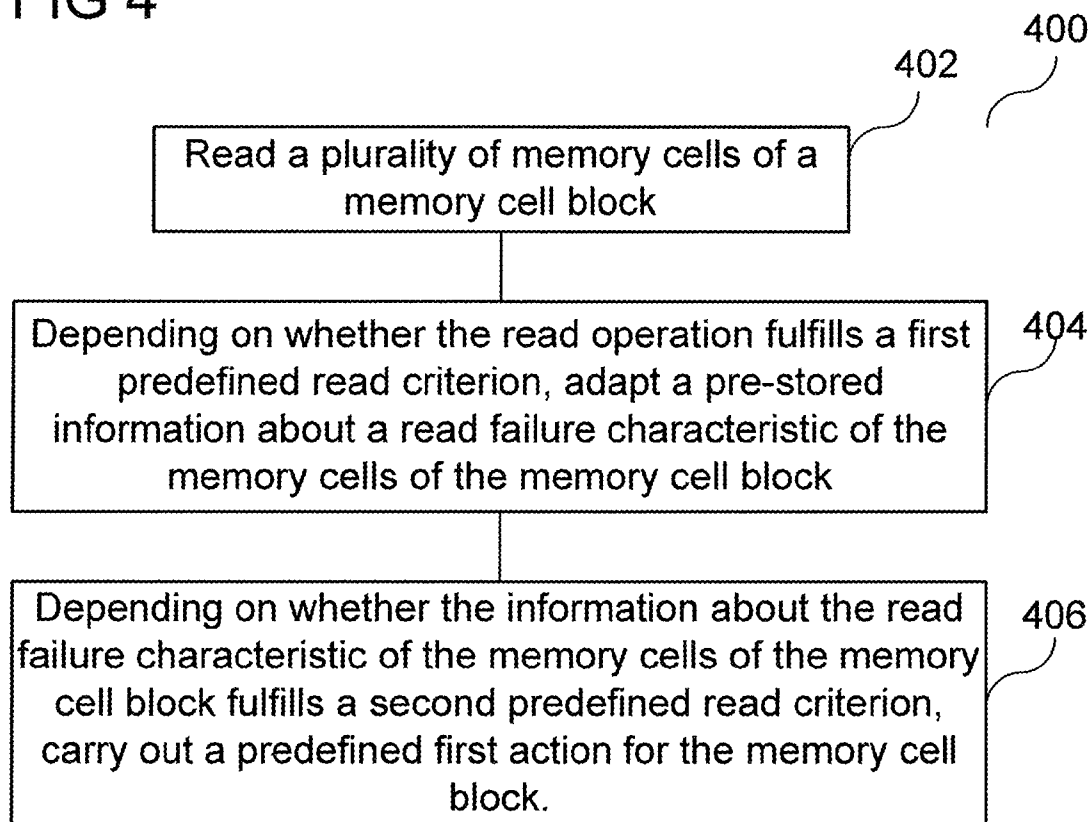 FIG 4
400
402
Read a plurality of memory cells of a
memory cell block
404
Depending on whether the read operation fulfills a first
predefined read criterion, adapt a pre-stored
information about a read failure characteristic of the
memory cells of the memory cell block
406
Depending on whether the information about the read
failure characteristic of the memory cells of the memory
cell block fulfills a second predefined read criterion,
carry out a predefined first action for the memory cell
block.